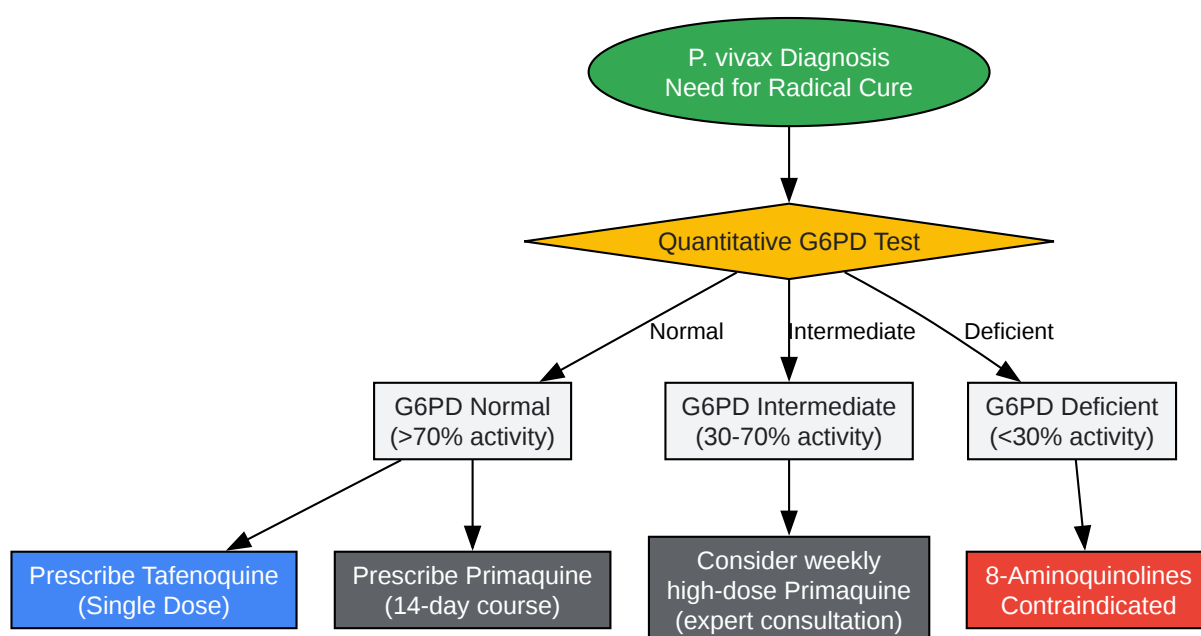 P. vivax Diagnosis
Need for Radical Cure
Quantitative G6PD Test
Normal
Intermediate
Deficient
G6PD Normal
(>70% activity)
G6PD Intermediate
(30-70% activity)
G6PD Deficient
(<30% activity)
Prescribe Tafenoquine
(Single Dose)
Prescribe Primaquine
(14-day course)
Consider weekly
high-dose Primaquine
(expert consultation)
8-Aminoquinolines
Contraindicated